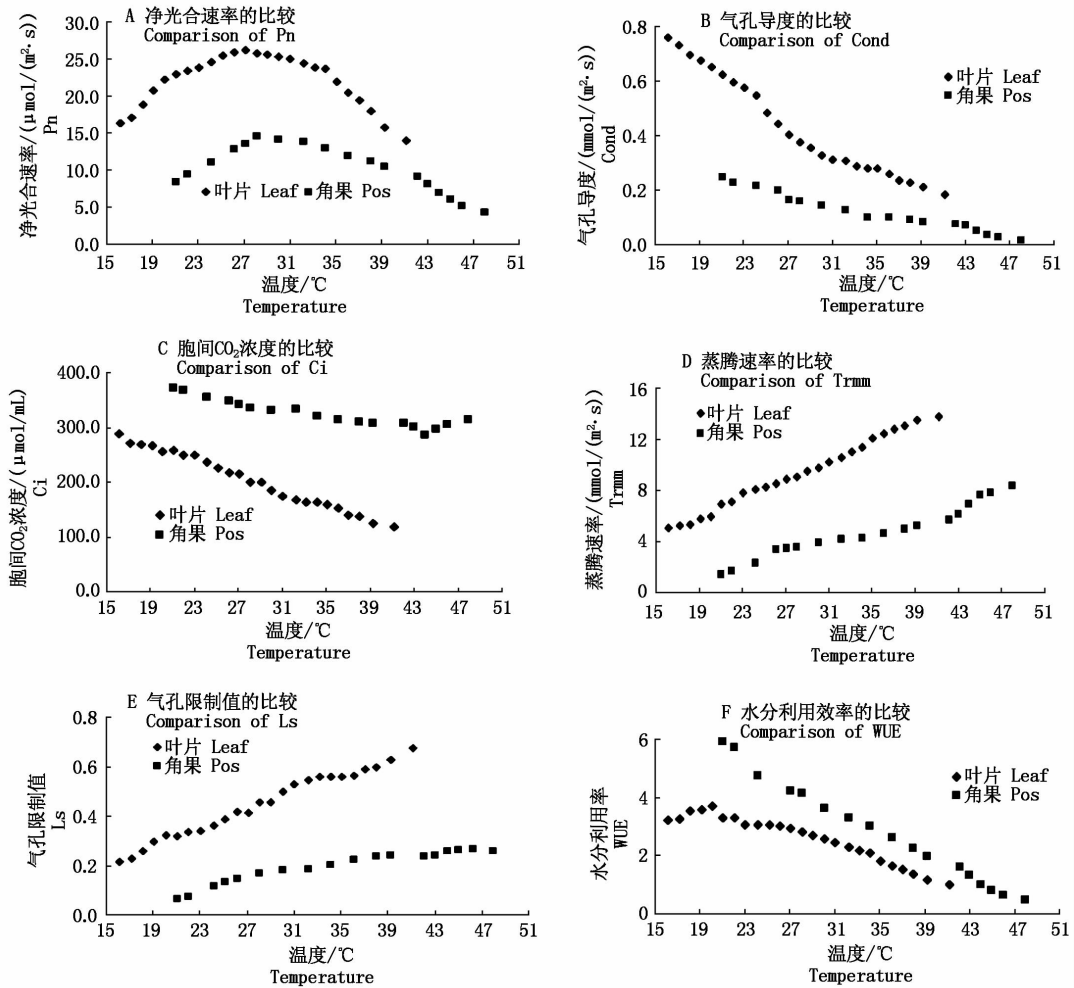 A 净光合速率的比较
Comparison of Pn
净光合速率/(μmol/(m²·s))
Pn
30.0
25.0
20.0
15.0
10.0
5.0
0.0
叶片 Leaf 角果 Pos
15 19 23 27 31 35 39 43 47 51
温度/℃
Temperature
B 气孔导度的比较
Comparison of Cond
气孔导度/(mmol/(m²·s))
Cond
0.8
0.6
0.4
0.2
0.0
叶片 Leaf
角果 Pos
15 19 23 27 31 35 39 43 47 51
温度/℃
Temperature
C 胞间CO₂浓度的比较
Comparison of Ci
胞间CO₂浓度/(μmol/mL)
Ci
400.0
300.0
200.0
100.0
0.0
叶片 Leaf
角果 Pos
15 19 23 27 31 35 39 43 47 51
温度/℃
Temperature
D 蒸腾速率的比较
Comparison of Trmm
蒸腾速率/(mmol/(m²·s))
Trmm
16
12
8
4
0
叶片 Leaf
角果 Pos
15 19 23 27 31 35 39 43 47 51
温度/℃
Temperature
E 气孔限制值的比较
Comparison of Ls
气孔限制值
Ls
0.8
0.6
0.4
0.2
0.0
叶片 Leaf
角果 Pos
15 19 23 27 31 35 39 43 47 51
温度/℃
Temperature
F 水分利用效率的比较
Comparison of WUE
水分利用率
WUE
6
4
2
0
叶片 Leaf
角果 Pos
15 19 23 27 31 35 39 43 47 51
温度/℃
Temperature